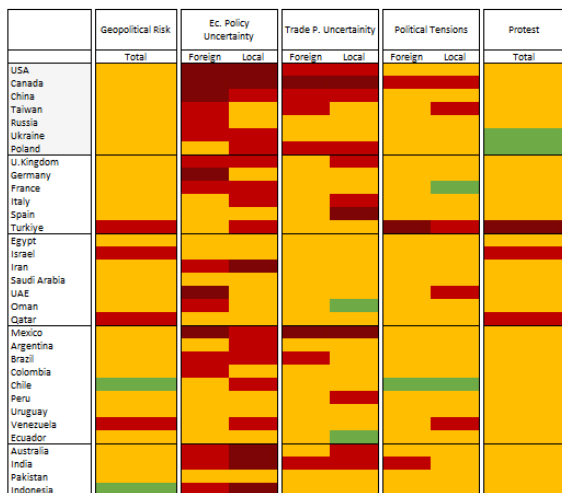 Geopolitical Risk Ec. Policy Uncertainty Trade P. Uncertainity Political Tensions Protest
Total Foreign Local Foreign Local Foreign Local Total
USA
Canada
China
Taiwan
Russia
Ukraine
Poland
U.Kingdom
Germany
France
Italy
Spain
Turkiye
Egypt
Israel
Iran
Saudi Arabia
UAE
Oman
Qatar
Mexico
Argentina
Brazil
Colombia
Chile
Peru
Uruguay
Venezuela
Ecuador
Australia
India
Pakistan
Indonesia